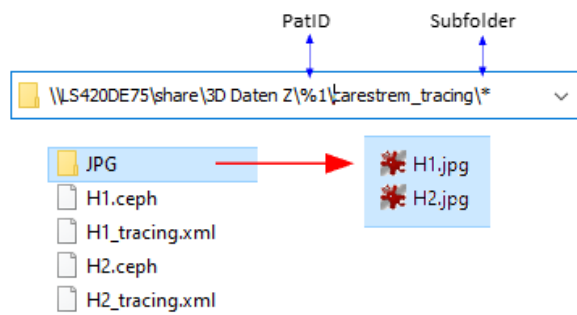 PatID Subfolder
\\LS420DE75\share\3D Daten Z\%1\carestrem_tracing\*
JPG H1.jpg
H1.ceph H2.jpg
H1_tracing.xml
H2.ceph
H2_tracing.xml